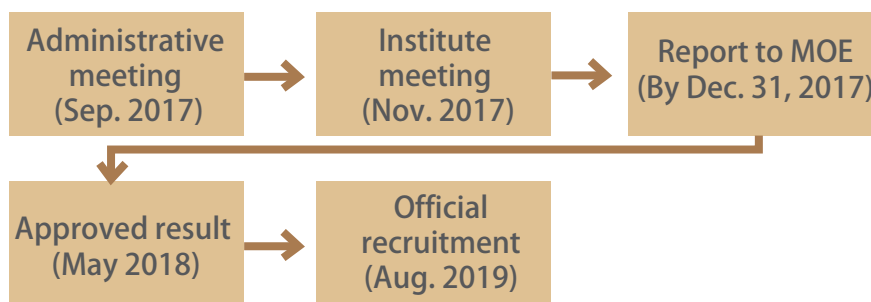 Administrative
meeting
(Sep. 2017)
Institute
meeting
(Nov. 2017)
Report to MOE
(By Dec. 31, 2017)
Approved result
(May 2018)
Official
recruitment
(Aug. 2019)